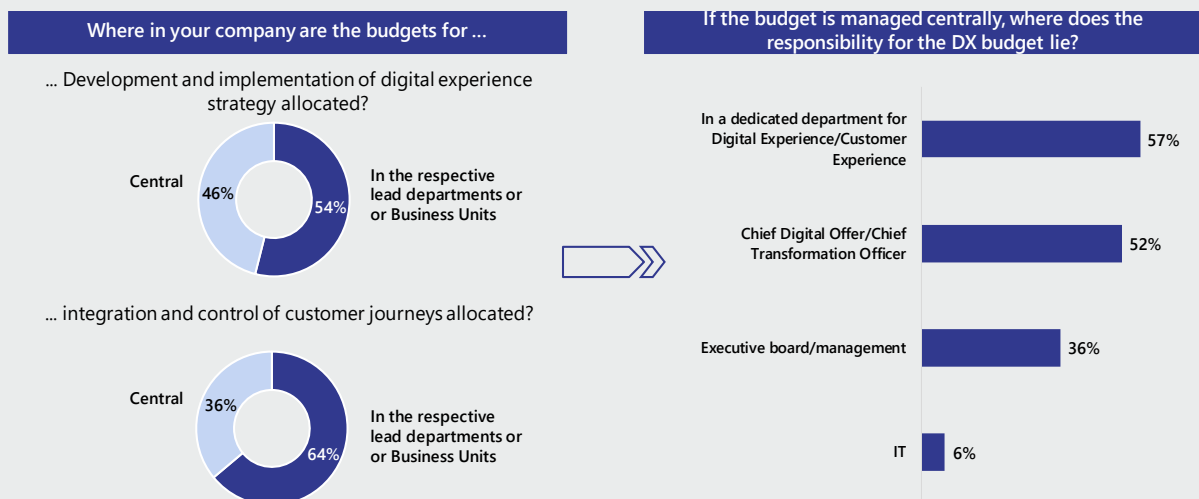 Where in your company are the budgets for ...
... Development and implementation of digital experience
strategy allocated?
Central
46%
54%
In the respective
lead departments or
or Business Units
... integration and control of customer journeys allocated?
Central
36%
64%
In the respective
lead departments or
or Business Units
If the budget is managed centrally, where does the
responsibility for the DX budget lie?
In a dedicated department for
Digital Experience/Customer
Experience
57%
Chief Digital Offer/Chief
Transformation Officer
52%
Executive board/management
36%
IT
6%